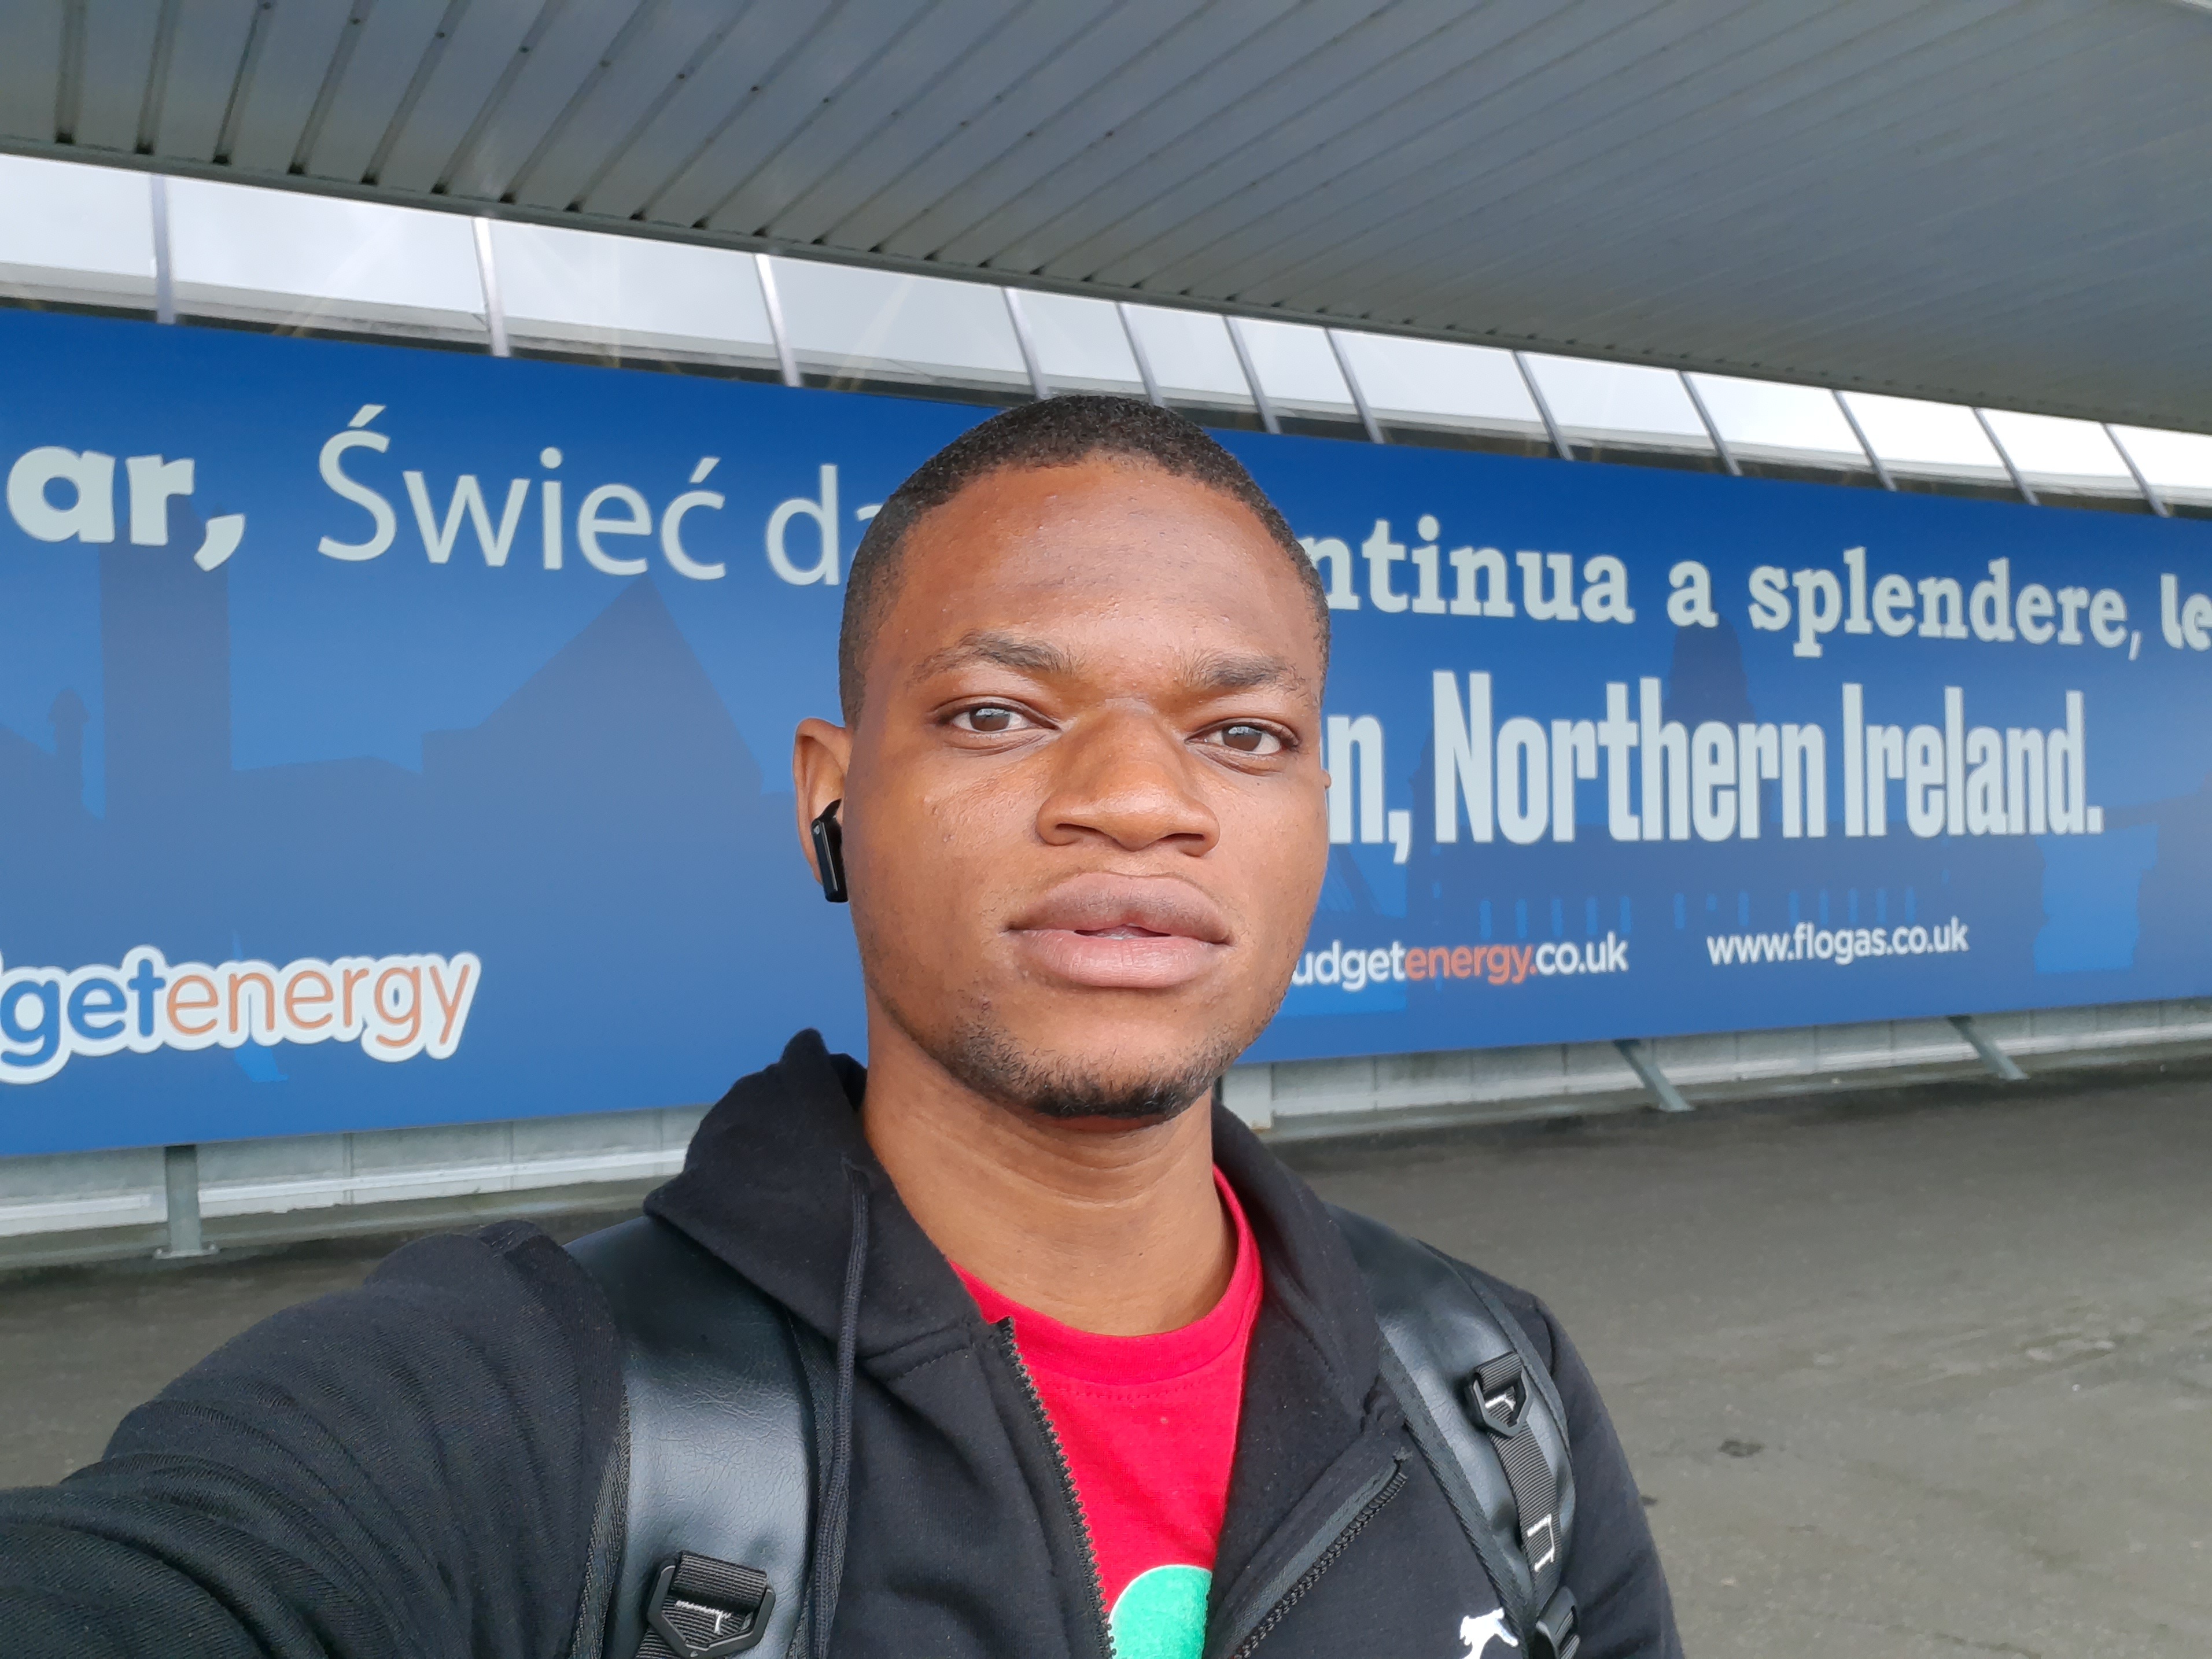 ar, Świeć da ntinua a splendere, le
n, Northern Ireland.
getenergy
udgetenergy.co.uk www.flogas.co.uk